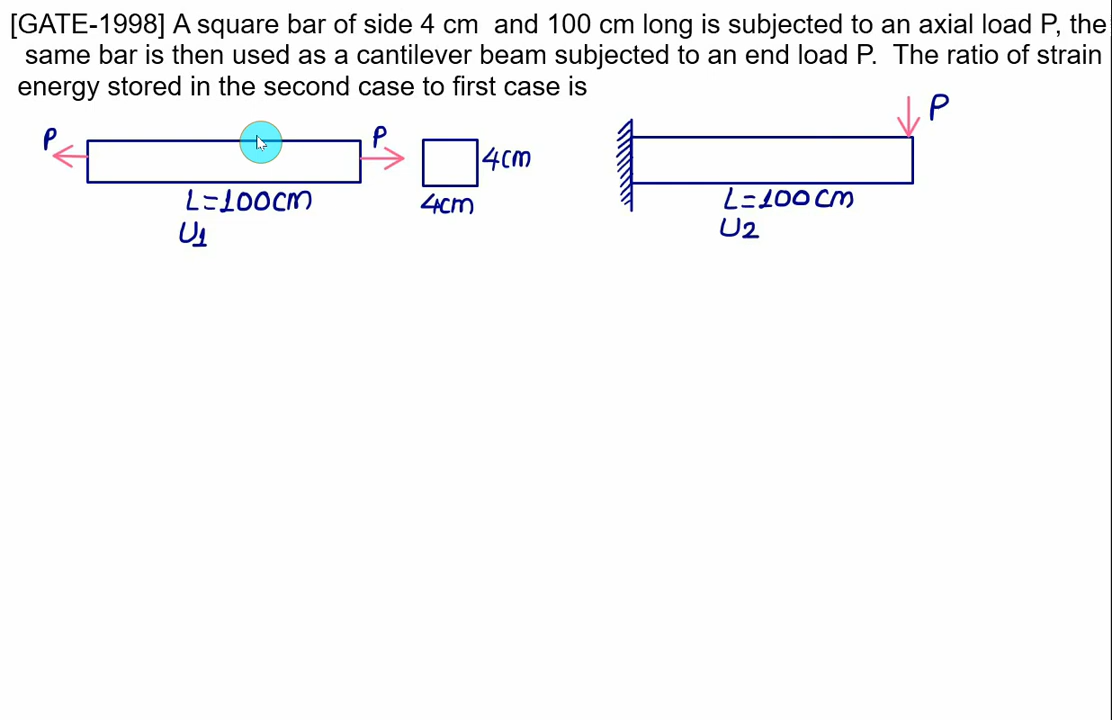 [GATE-1998] A square bar of side 4 cm and 100 cm long is subjected to an axial load P, the
same bar is then used as a cantilever beam subjected to an end load P. The ratio of strain
energy stored in the second case to first case is
P P 4cm P
L=100cm 4cm L=100cm
U1 U2